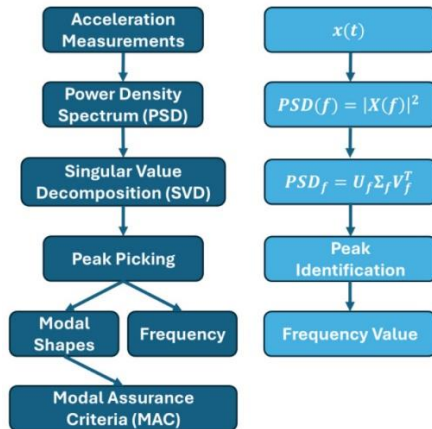 Acceleration
Measurements
Power Density
Spectrum (PSD)
Singular Value
Decomposition (SVD)
Peak Picking
Modal
Shapes
Frequency
Modal Assurance
Criteria (MAC)
x(t)
PSD(f) = |X(f)|²
PSD_f = U_f Σ_f V_f^T
Peak
Identification
Frequency Value